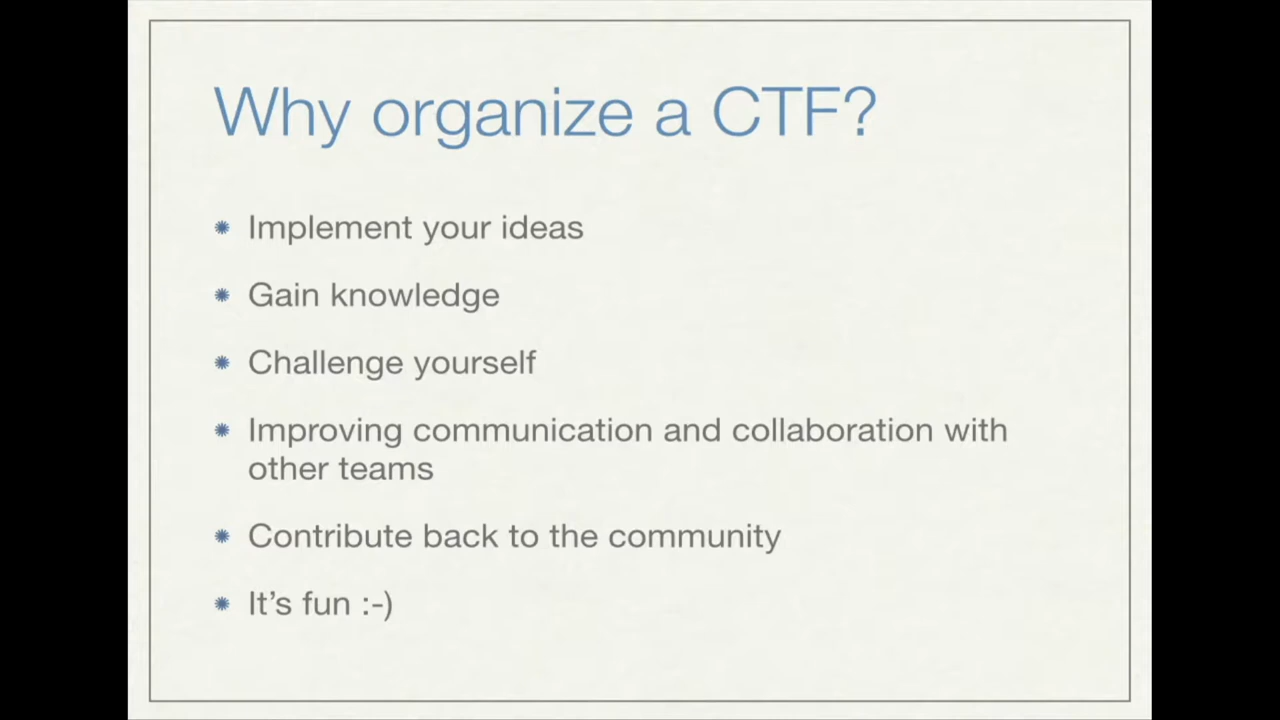 Why organize a CTF?
Implement your ideas
Gain knowledge
Challenge yourself
Improving communication and collaboration with
other teams
Contribute back to the community
It’s fun :-)